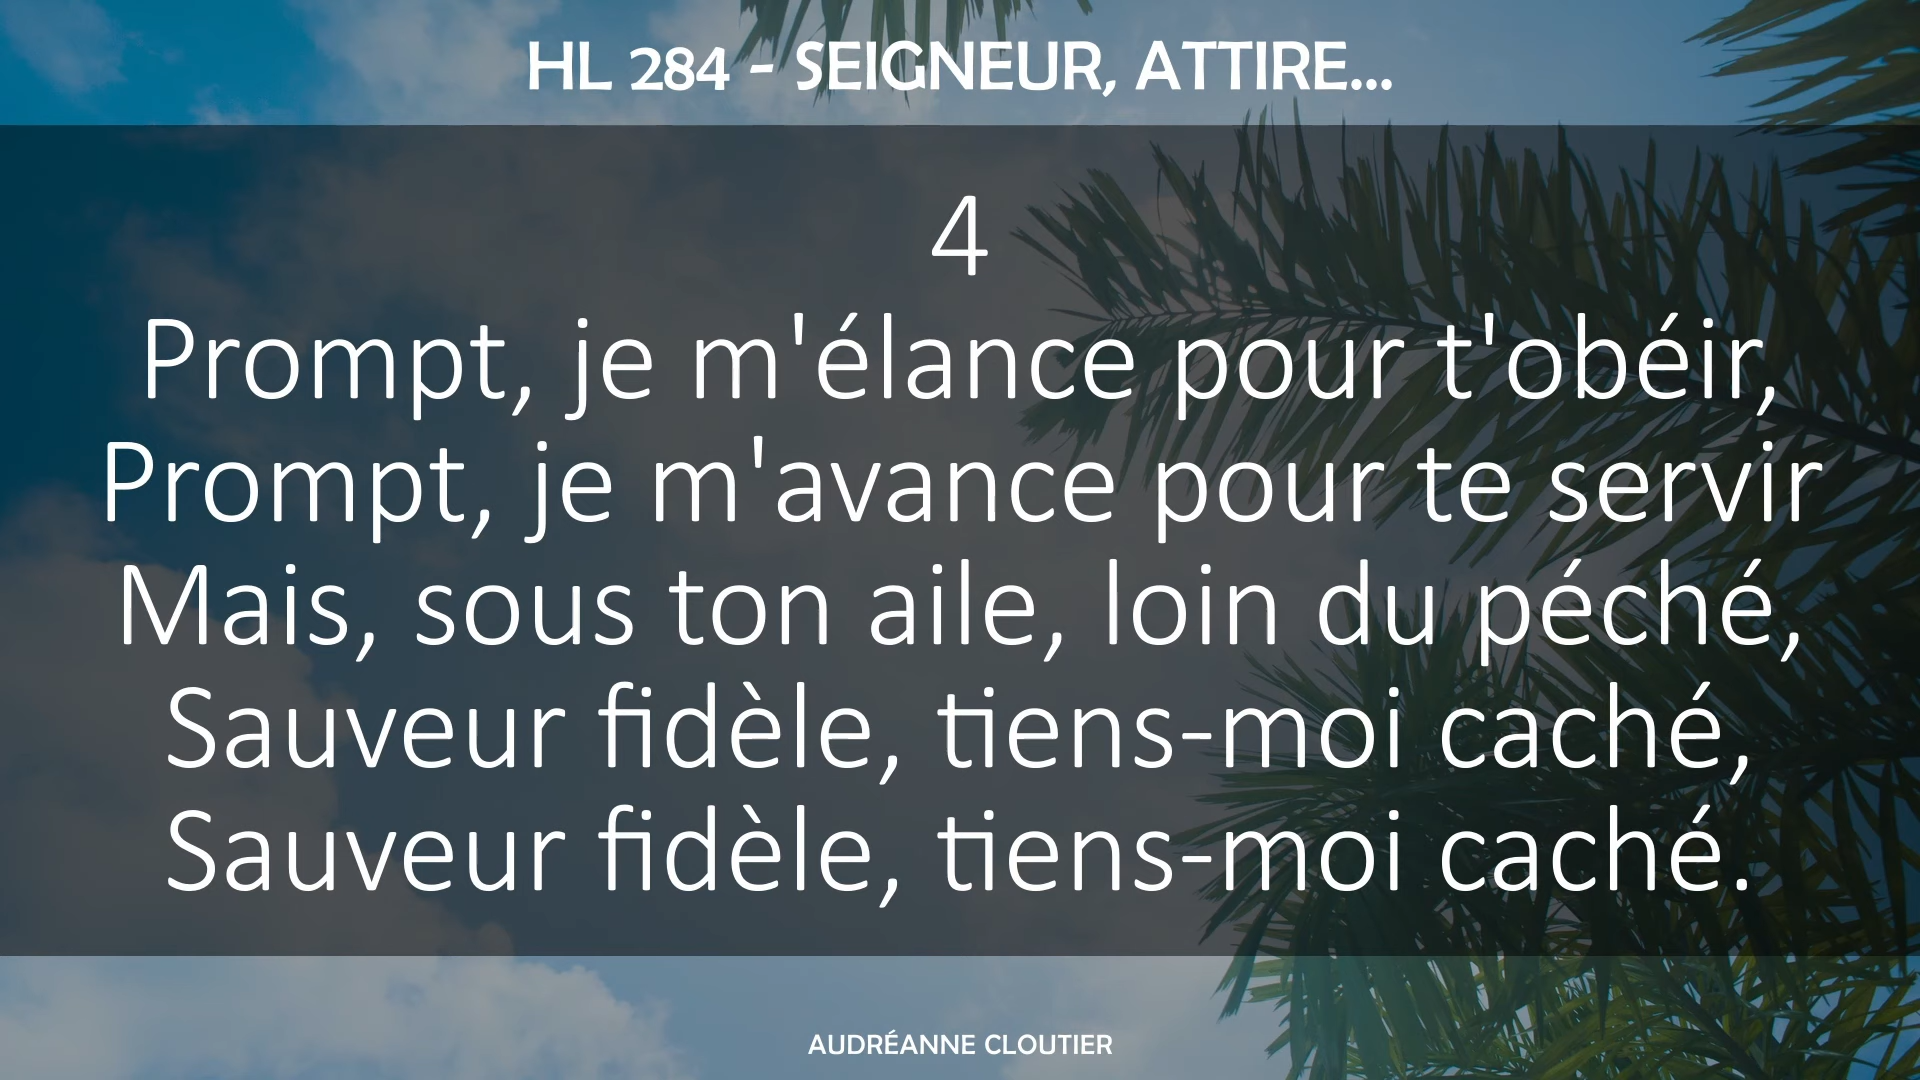 HL 284 - SEIGNEUR, ATTIRE...
4
Prompt, je m'élance pour t'obéir,
Prompt, je m'avance pour te servir
Mais, sous ton aile, loin du péché,
Sauveur fidèle, tiens-moi caché,
Sauveur fidèle, tiens-moi caché.
AUDRÉANNE CLOUTIER